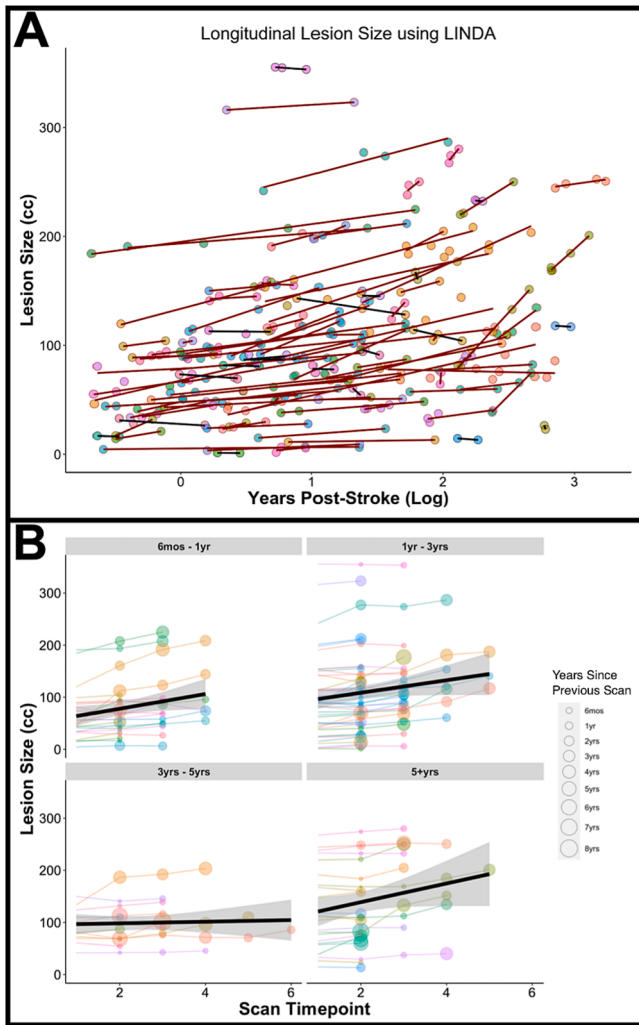 A
Longitudinal Lesion Size using LINDA
Lesion Size (cc)
300
200
100
0
0
1
2
3
Years Post-Stroke (Log)
B
6mos - 1yr
1yr - 3yrs
300
200
100
0
Lesion Size (cc)
3yrs - 5yrs
5+yrs
300
200
100
0
2
4
6
2
4
6
Scan Timepoint
Years Since
Previous Scan
6mos
1yr
2yrs
3yrs
4yrs
5yrs
6yrs
7yrs
8yrs